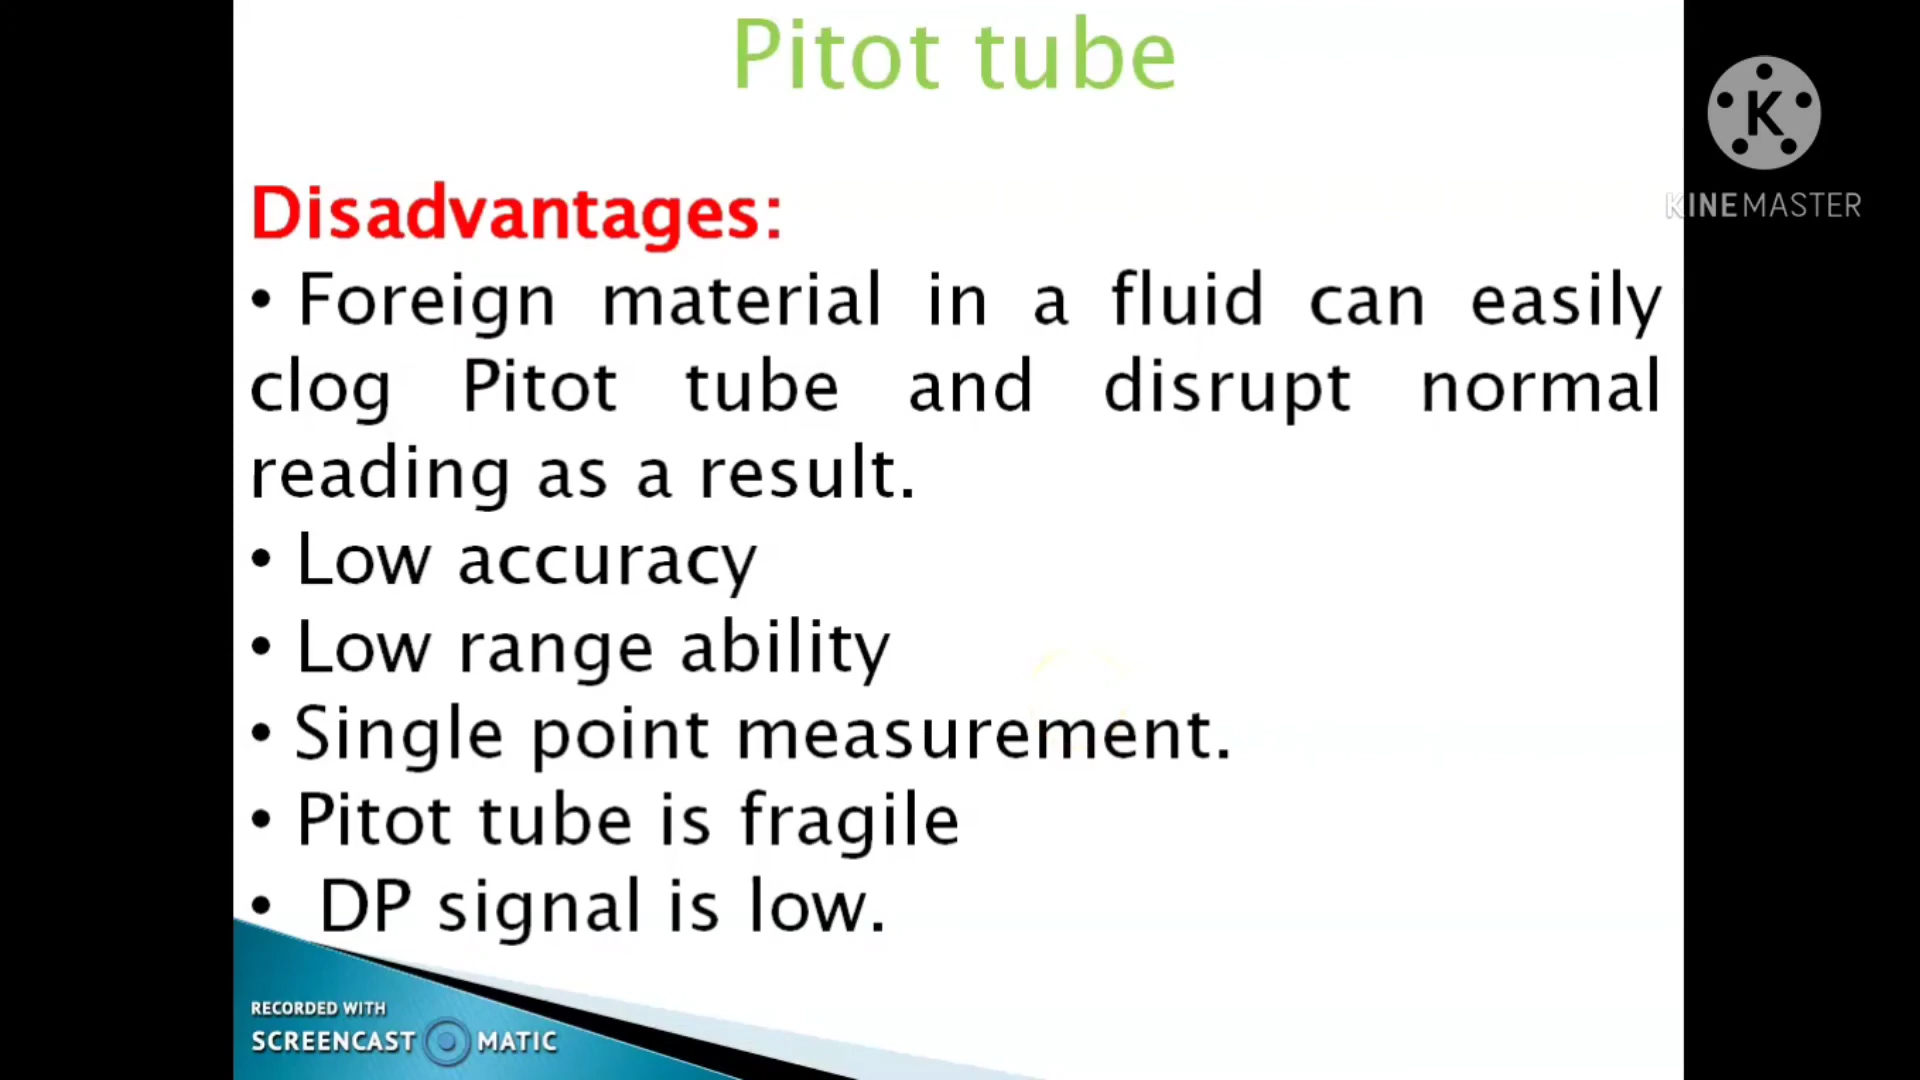 Pitot tube
K
KINEMASTER
Disadvantages:
• Foreign material in a fluid can easily
clog Pitot tube and disrupt normal
reading as a result.
• Low accuracy
• Low range ability
• Single point measurement.
• Pitot tube is fragile
• DP signal is low.
RECORDED WITH
SCREENCAST MATIC